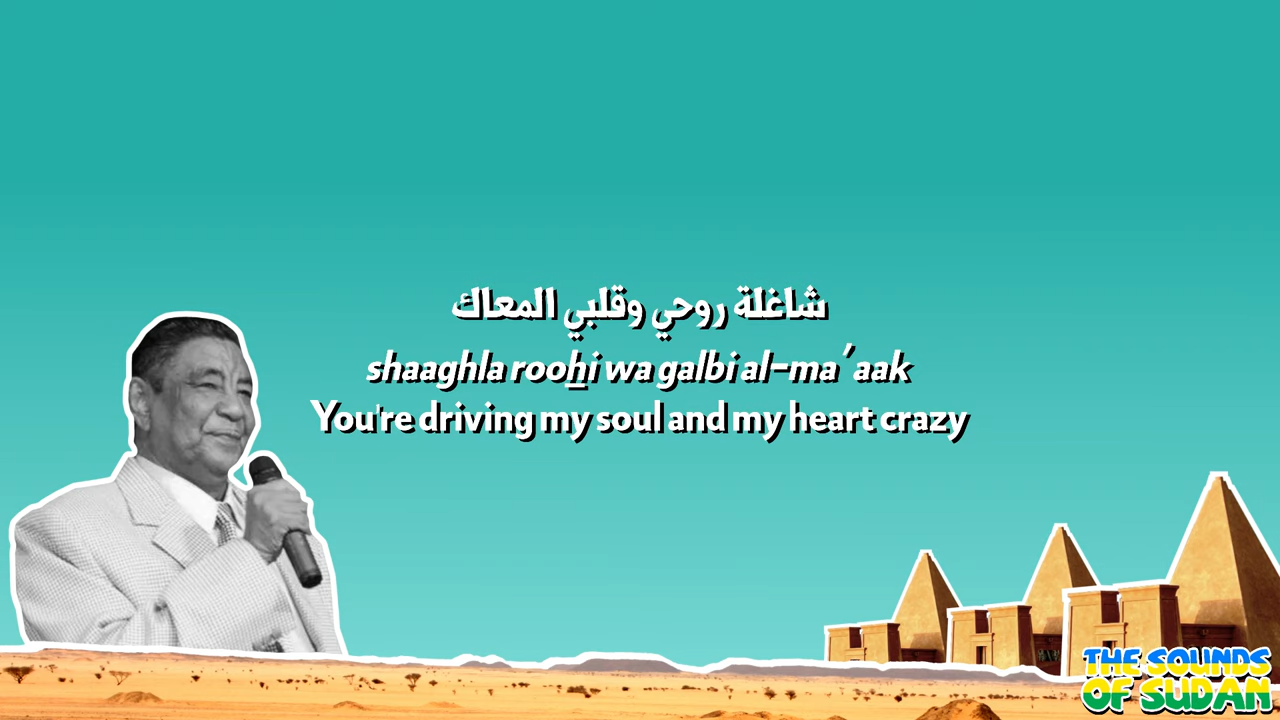 شاغلة روحي وقلبي المعاك
shaaghla rooẖi wa galbi al-ma’aak
You're driving my soul and my heart crazy
THE SOUNDS
OF SUDAN